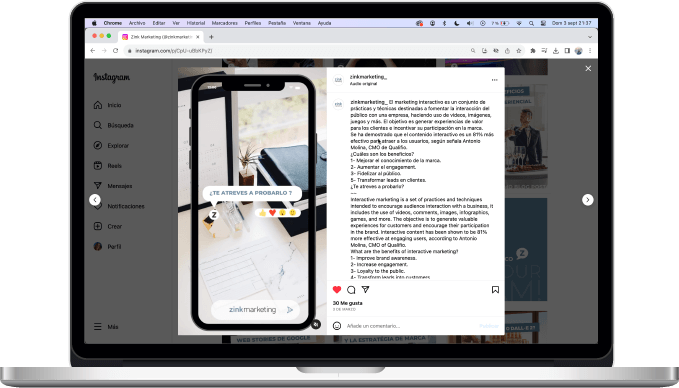 Chrome Archivo Editar Ver Historial Marcadores Perfiles Pestaña Ventana Ayuda
Dom 3 sept 21:37
Zink Marketing (@zinkmarket
instagram.com/p/CpU-uBbKPyZ/
Instagram
Inicio
Búsqueda
Explorar
Reels
Mensajes
Notificaciones
Crear
Perfil
Más
¿TE ATREVES A PROBARLO ?
zinkmarketing
zinkmarketing_
Audio original
zinkmarketing_ El marketing interactivo es un conjunto de
prácticas y técnicas destinadas a fomentar la interacción del
público con una empresa, haciendo uso de videos, imágenes,
juegos y más. El objetivo es generar experiencias de valor
para los clientes e incentivar su participación en la marca.
Se ha demostrado que el contenido interactivo es un 81% más
efectivo para atraer a los usuarios, según señala Antonio
Molina, CMO de Qualifio.
¿Cuáles son los beneficios?
1- Mejorar el conocimiento de la marca.
2- Aumentar el engagement.
3- Fidelizar al público.
5- Transformar leads en clientes.
¿Te atreves a probarlo?
---
Interactive marketing is a set of practices and techniques
intended to encourage audience interaction with a business, it
includes the use of videos, comments, images, infographics,
games, and more. The objective is to generate valuable
experiences for customers and encourage their participation
in the brand. Interactive content has been shown to be 81%
more effective at engaging users, according to Antonio
Molina, CMO of Qualifio.
What are the benefits of interactive marketing?
1- Improve brand awareness.
2- Increase engagement.
3- Loyalty to the public.
4- Transform leads into customers.
30 Me gusta
2 DE MARZO
Añade un comentario...
Publicar
WEB STORIES DE GOOGLE
Y LA ESTRATEGIA DE MARCA